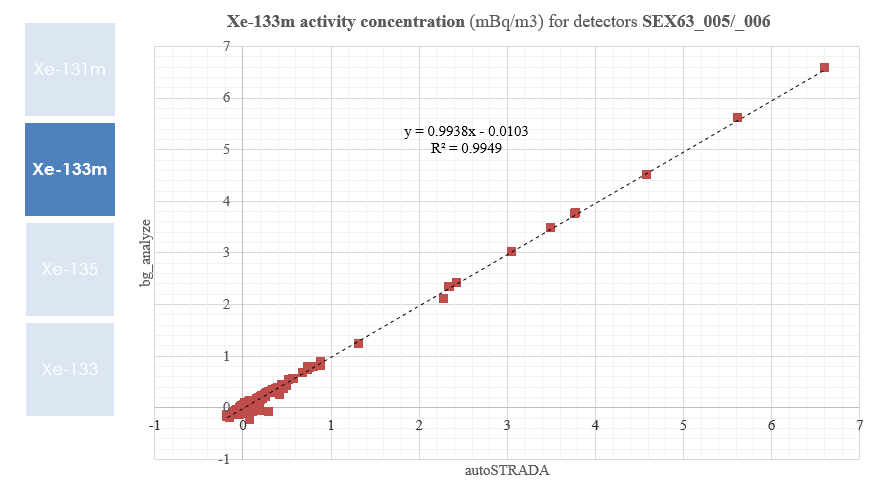 Xe-133m activity concentration (mBq/m3) for detectors SEX63_005/_006
Xe-131m
Xe-133m
Xe-135
Xe-133
bg_analyze
7
6
5
4
3
2
1
0
-1
y = 0.9938x - 0.0103
R² = 0.9949
-1 0 1 2 3 4 5 6 7
autoSTRADA